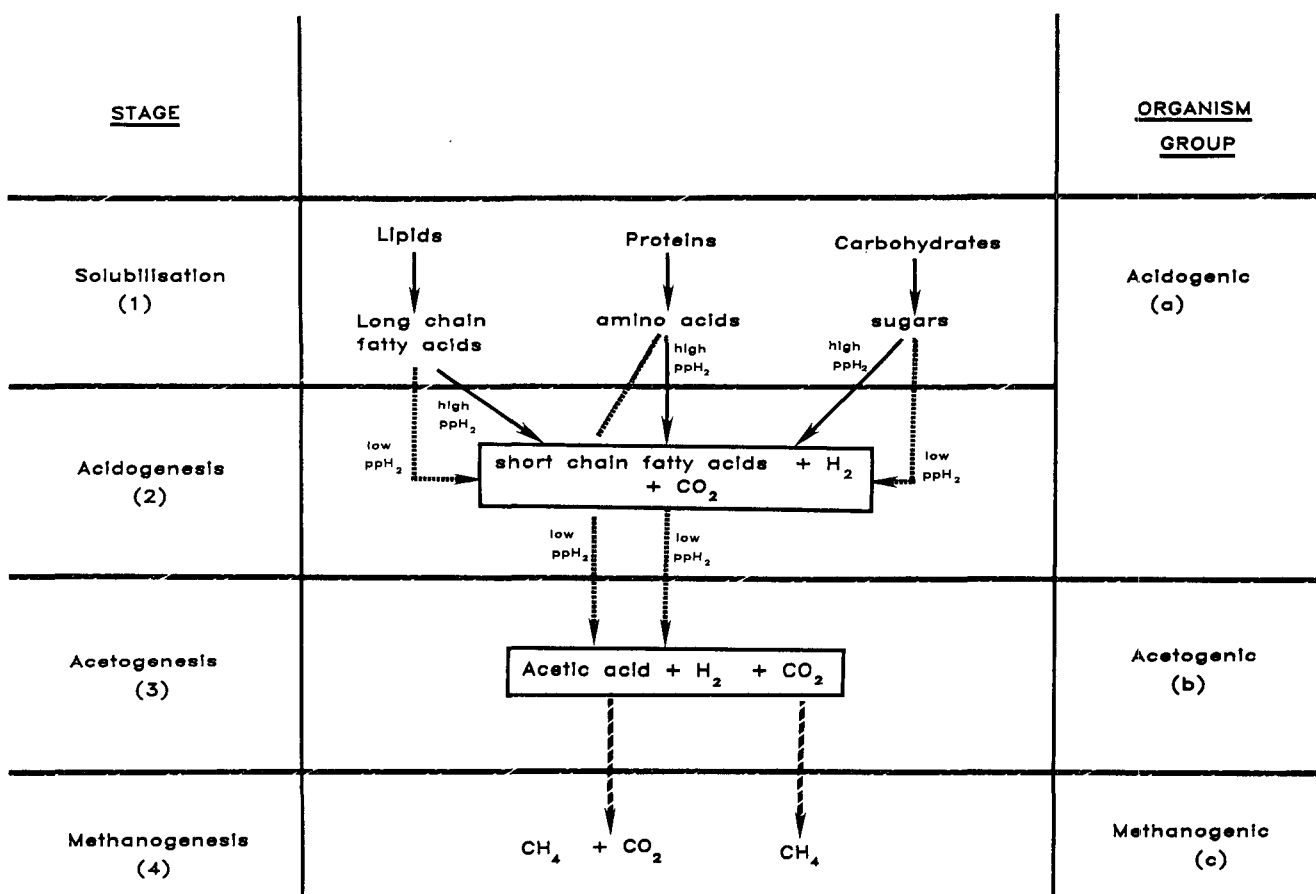 STAGE
ORGANISM
GROUP
Lipids
Proteins
Carbohydrates
Solubilisation
(1)
Acidogenic
(a)
Long chain
fatty acids
amino acids
sugars
high
ppH₂
high
ppH₂
high
ppH₂
low
ppH₂
low
ppH₂
Acidogenesis
(2)
short chain fatty acids + H₂
+ CO₂
low
ppH₂
low
ppH₂
Acetogenesis
(3)
Acetic acid + H₂ + CO₂
Acetogenic
(b)
Methanogenesis
(4)
CH₄ + CO₂
CH₄
Methanogenic
(c)